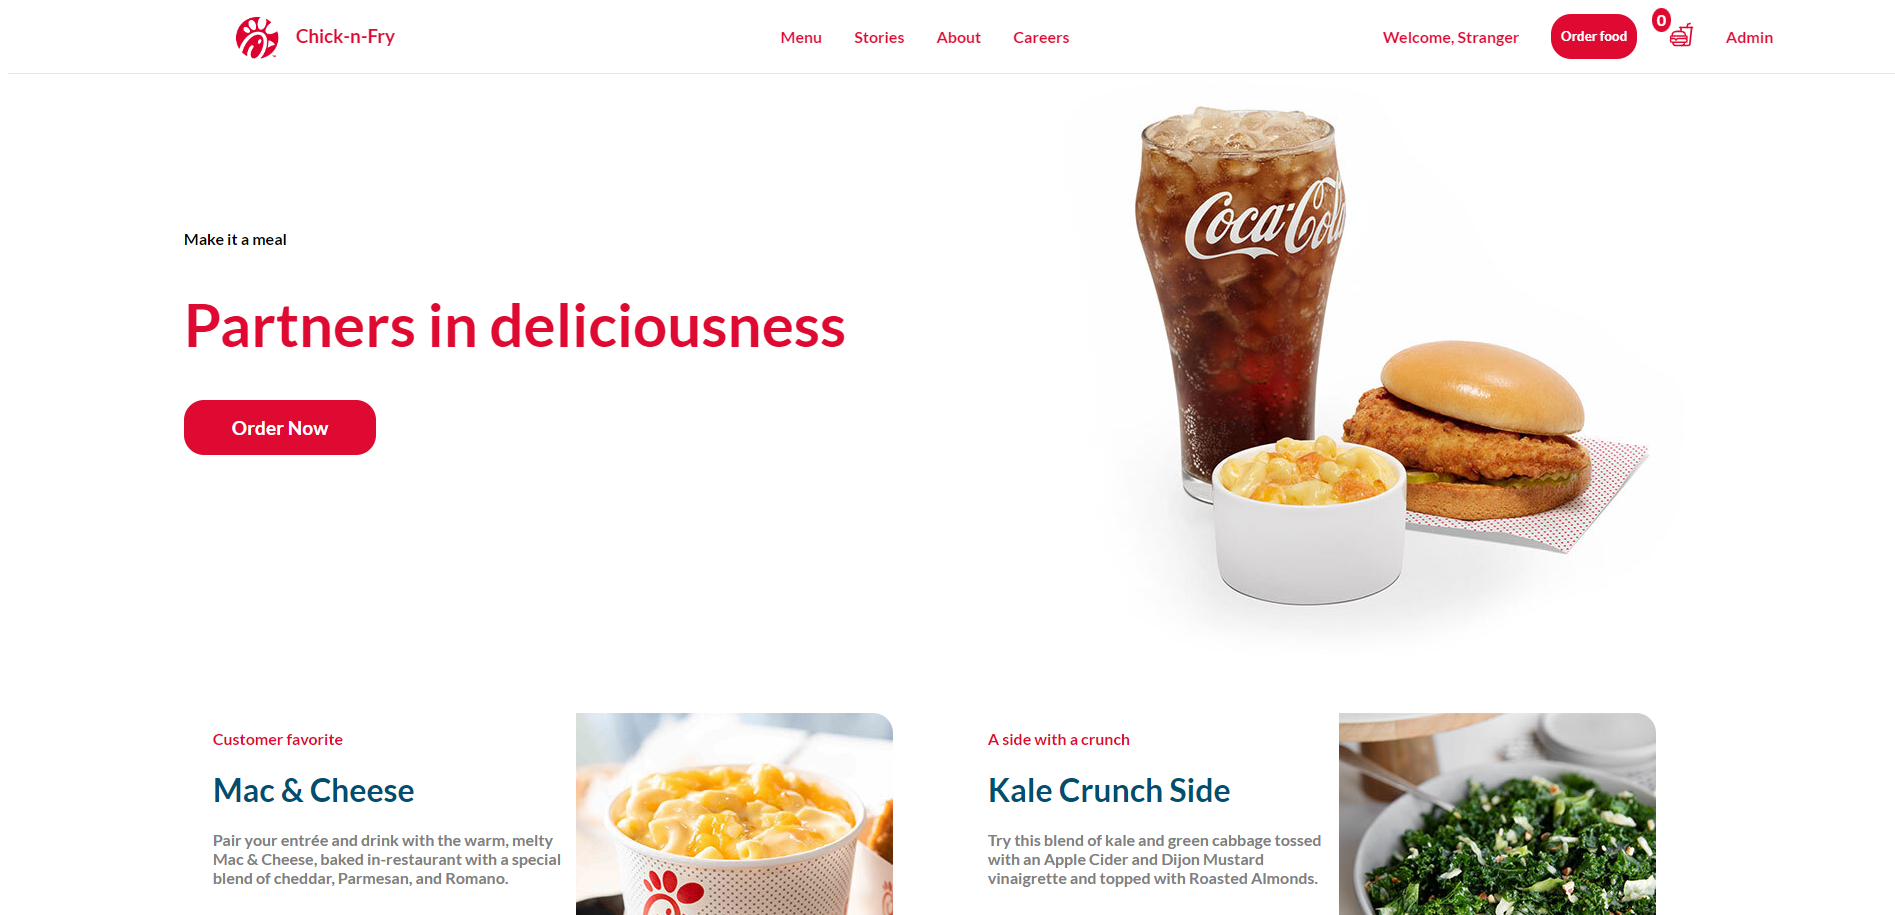 Chick-n-Fry
Menu Stories About Careers
Welcome, Stranger
Order food
0
Admin
Make it a meal
Partners in deliciousness
Order Now
Coca-Cola
Customer favorite
Mac & Cheese
Pair your entrée and drink with the warm, melty
Mac & Cheese, baked in-restaurant with a special
blend of cheddar, Parmesan, and Romano.
A side with a crunch
Kale Crunch Side
Try this blend of kale and green cabbage tossed
with an Apple Cider and Dijon Mustard
vinaigrette and topped with Roasted Almonds.